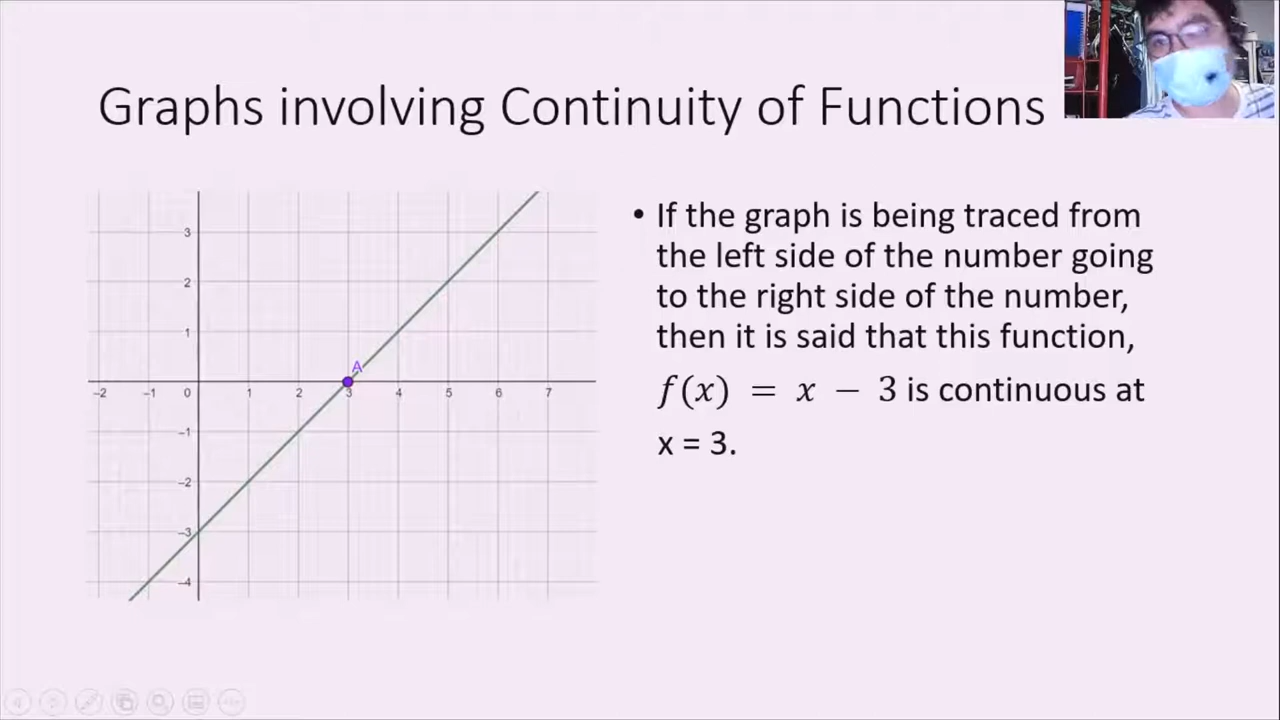 Graphs involving Continuity of Functions
3
2
1
A
-2 -1 0 1 2 3 4 5 6 7
-1
-2
-3
-4
• If the graph is being traced from
the left side of the number going
to the right side of the number,
then it is said that this function,
f(x) = x − 3 is continuous at
x = 3.